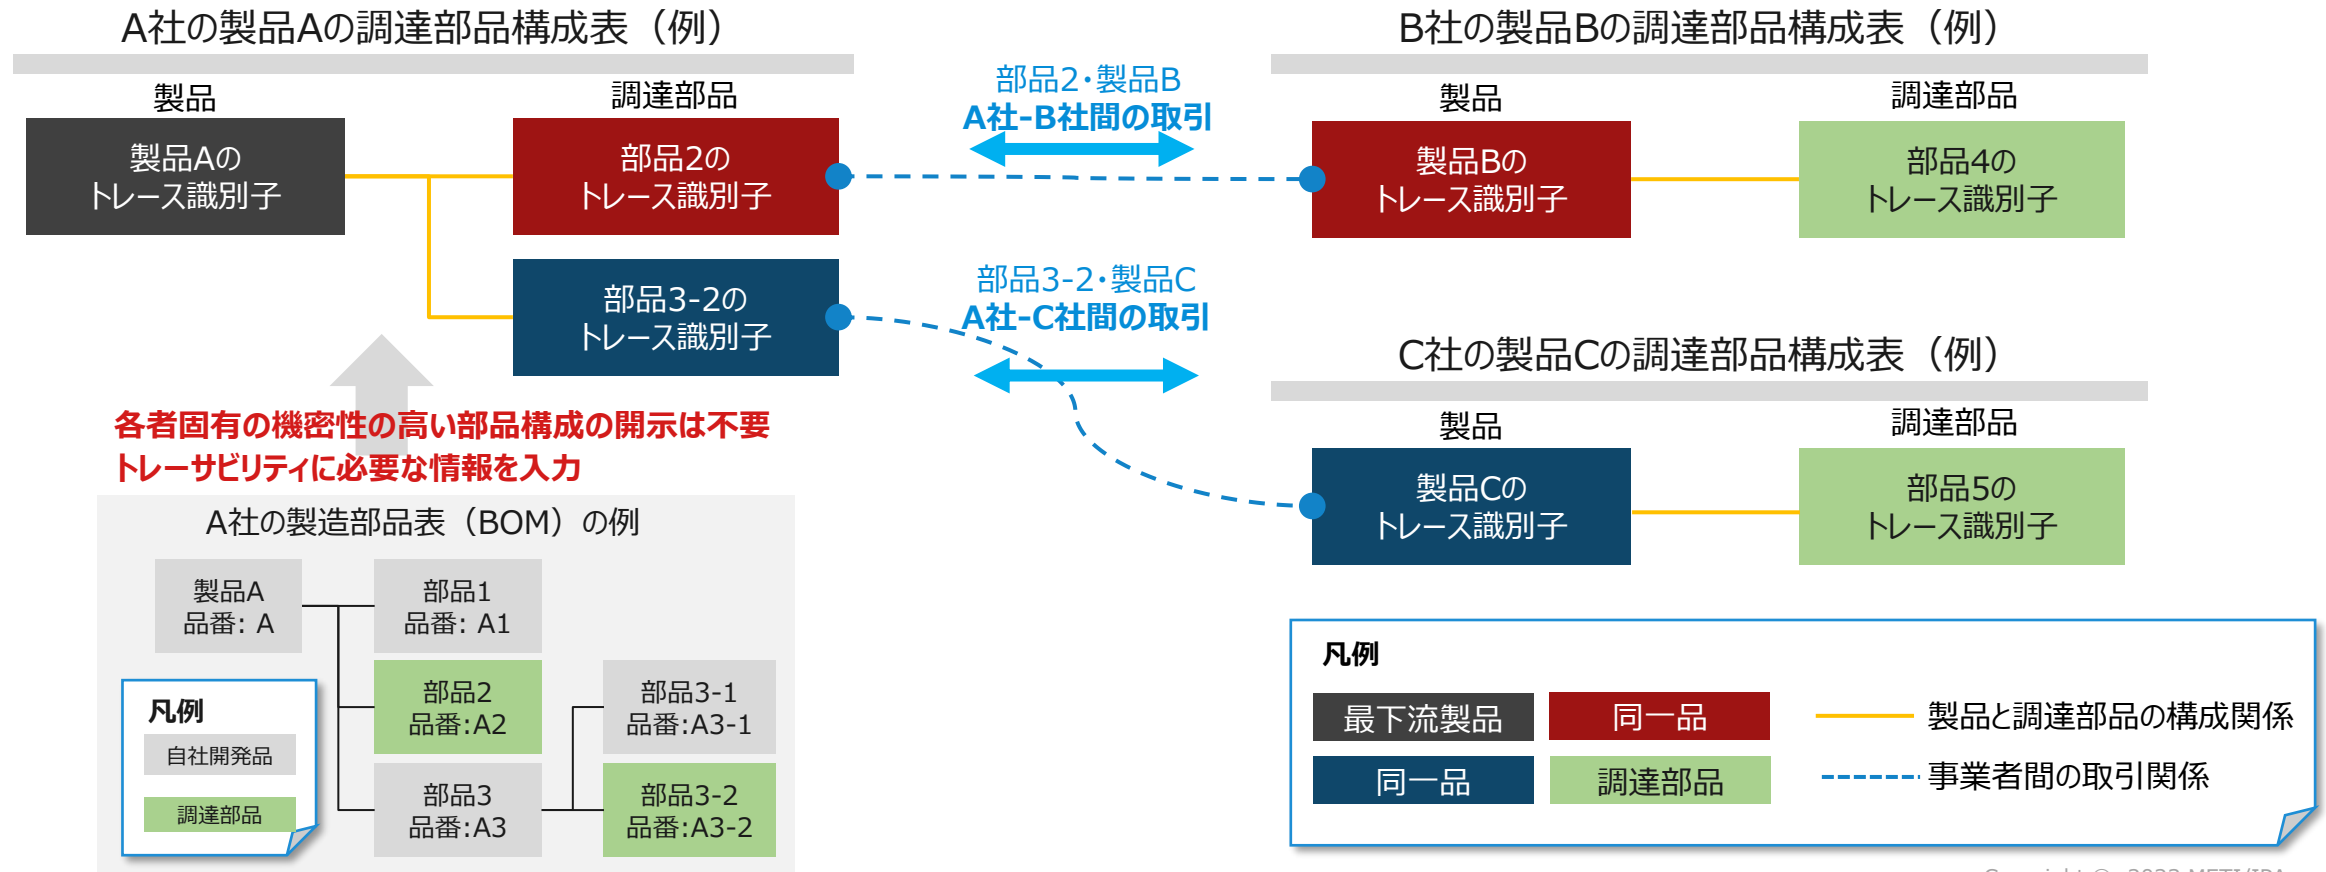 A社の製品Aの調達部品構成表（例）
製品
調達部品
製品Aの
トレース識別子
部品2の
トレース識別子
部品3-2の
トレース識別子
部品2・製品B
A社-B社間の取引
部品3-2・製品C
A社-C社間の取引
B社の製品Bの調達部品構成表（例）
製品
調達部品
製品Bの
トレース識別子
部品4の
トレース識別子
C社の製品Cの調達部品構成表（例）
製品
調達部品
製品Cの
トレース識別子
部品5の
トレース識別子
各者固有の機密性の高い部品構成の開示は不要
トレーサビリティに必要な情報を入力
A社の製造部品表（BOM）の例
製品A
品番: A
部品1
品番: A1
部品2
品番:A2
部品3
品番:A3
部品3-1
品番:A3-1
部品3-2
品番:A3-2
凡例
自社開発品
調達部品
凡例
最下流製品
同一品
同一品
調達部品
製品と調達部品の構成関係
事業者間の取引関係